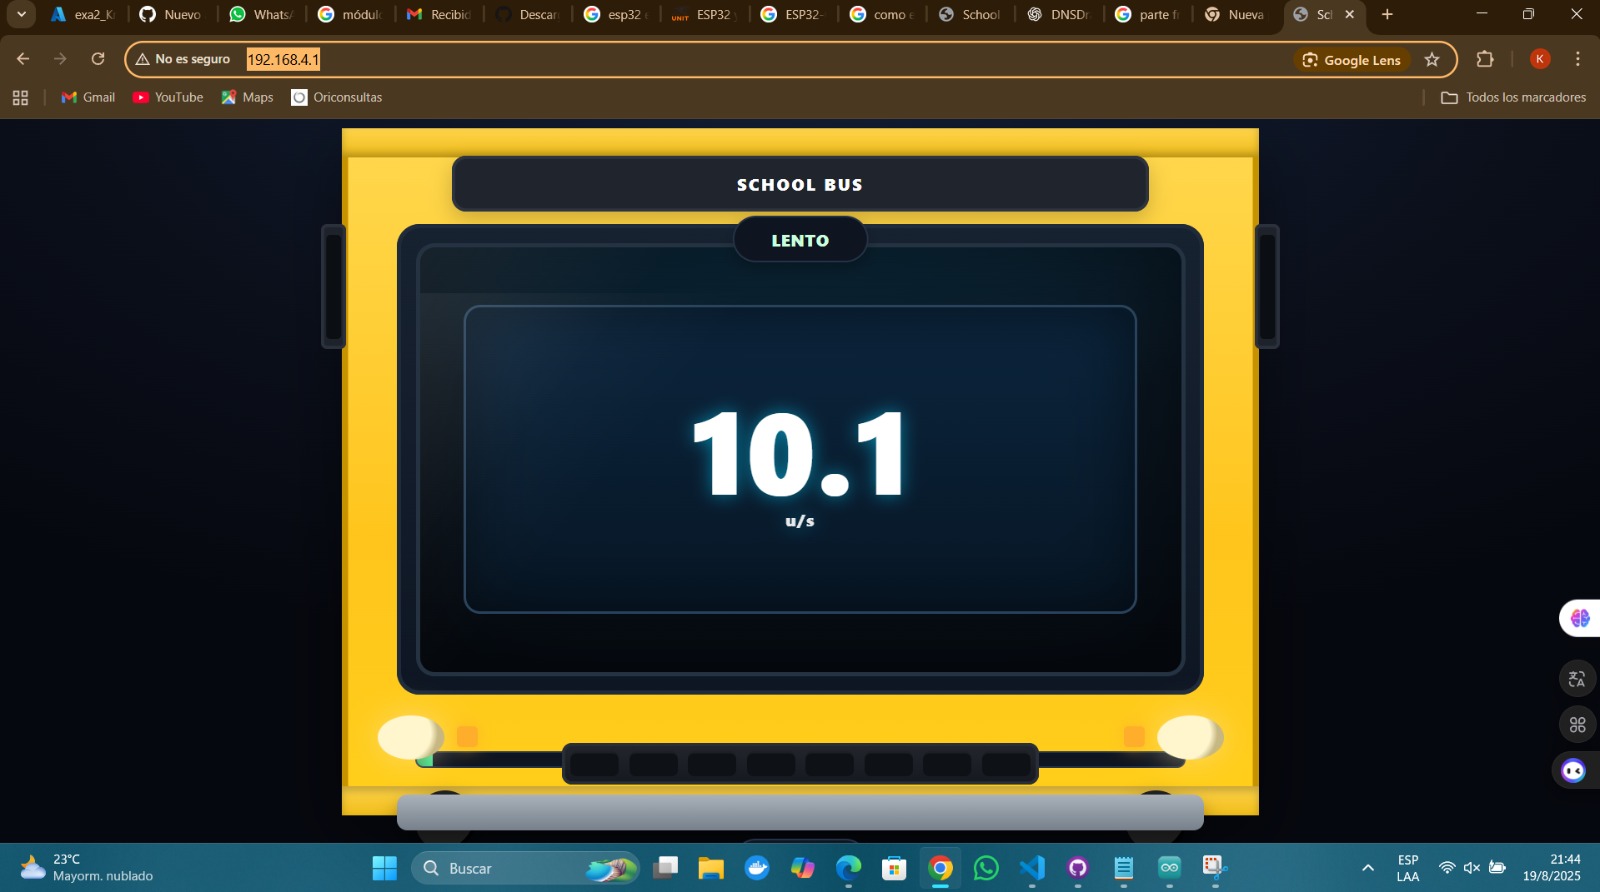 exa2_K
Nuevo
Whats
módul
Recibid
Descar
esp32 e
UNIT
ESP32 y
ESP32-
como e
School
DNSDr
parte fr
Nueva
Scl
No es seguro
192.168.4.1
Google Lens
K
Gmail
YouTube
Maps
Oriconsultas
Todos los marcadores
SCHOOL BUS
LENTO
10.1
u/s
23°C
Mayorm. nublado
Buscar
ESP
LAA
21:44
19/8/2025